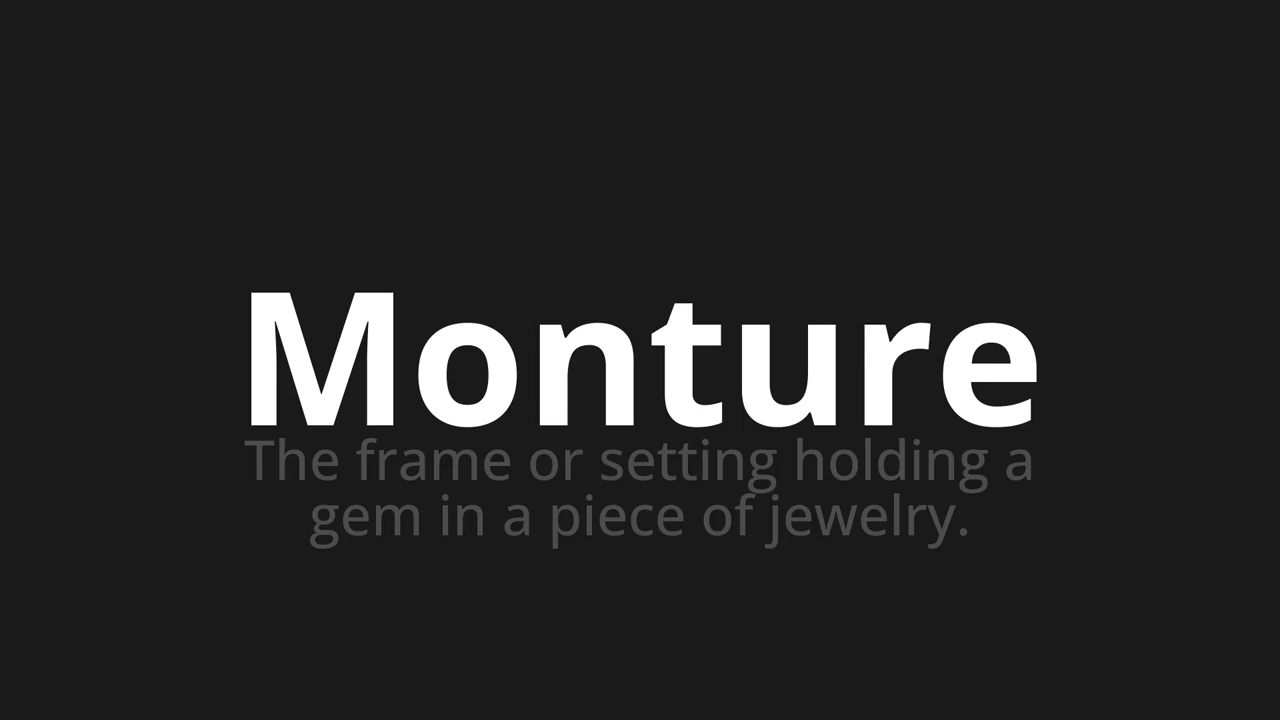 Monture
The frame or setting holding a
gem in a piece of jewelry.